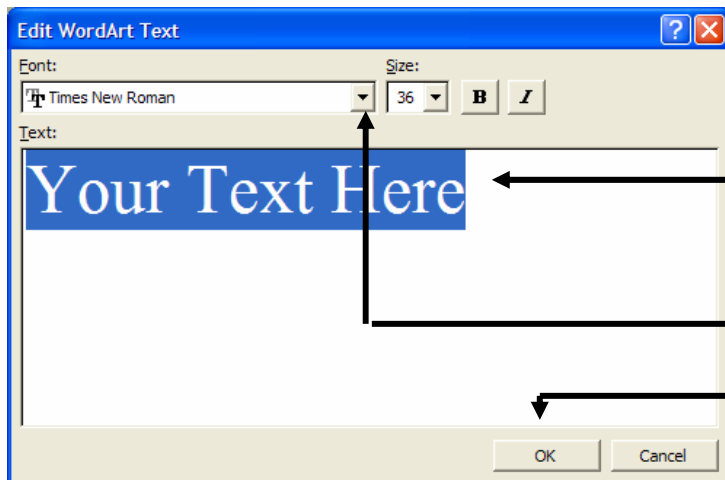 Edit WordArt Text
Font: Size:
Times New Roman 36 B I
Text:
Your Text Here
OK Cancel